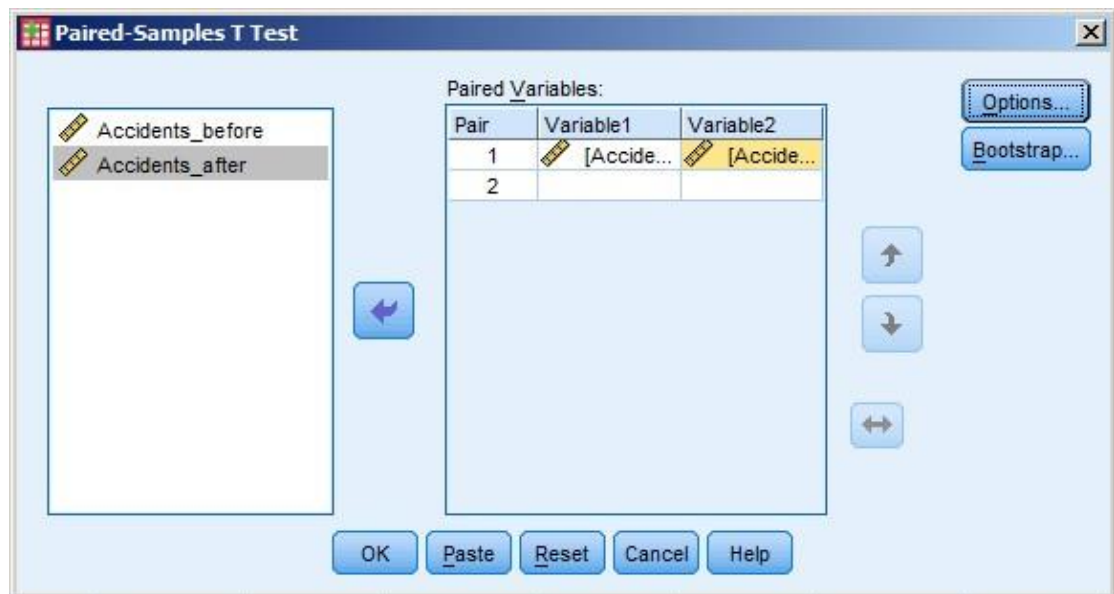 Paired-Samples T Test
Paired Variables:
Accidents_before
Accidents_after
Pair Variable1 Variable2
1 [Accide... [Accide...
2
Options...
Bootstrap...
OK Paste Reset Cancel Help